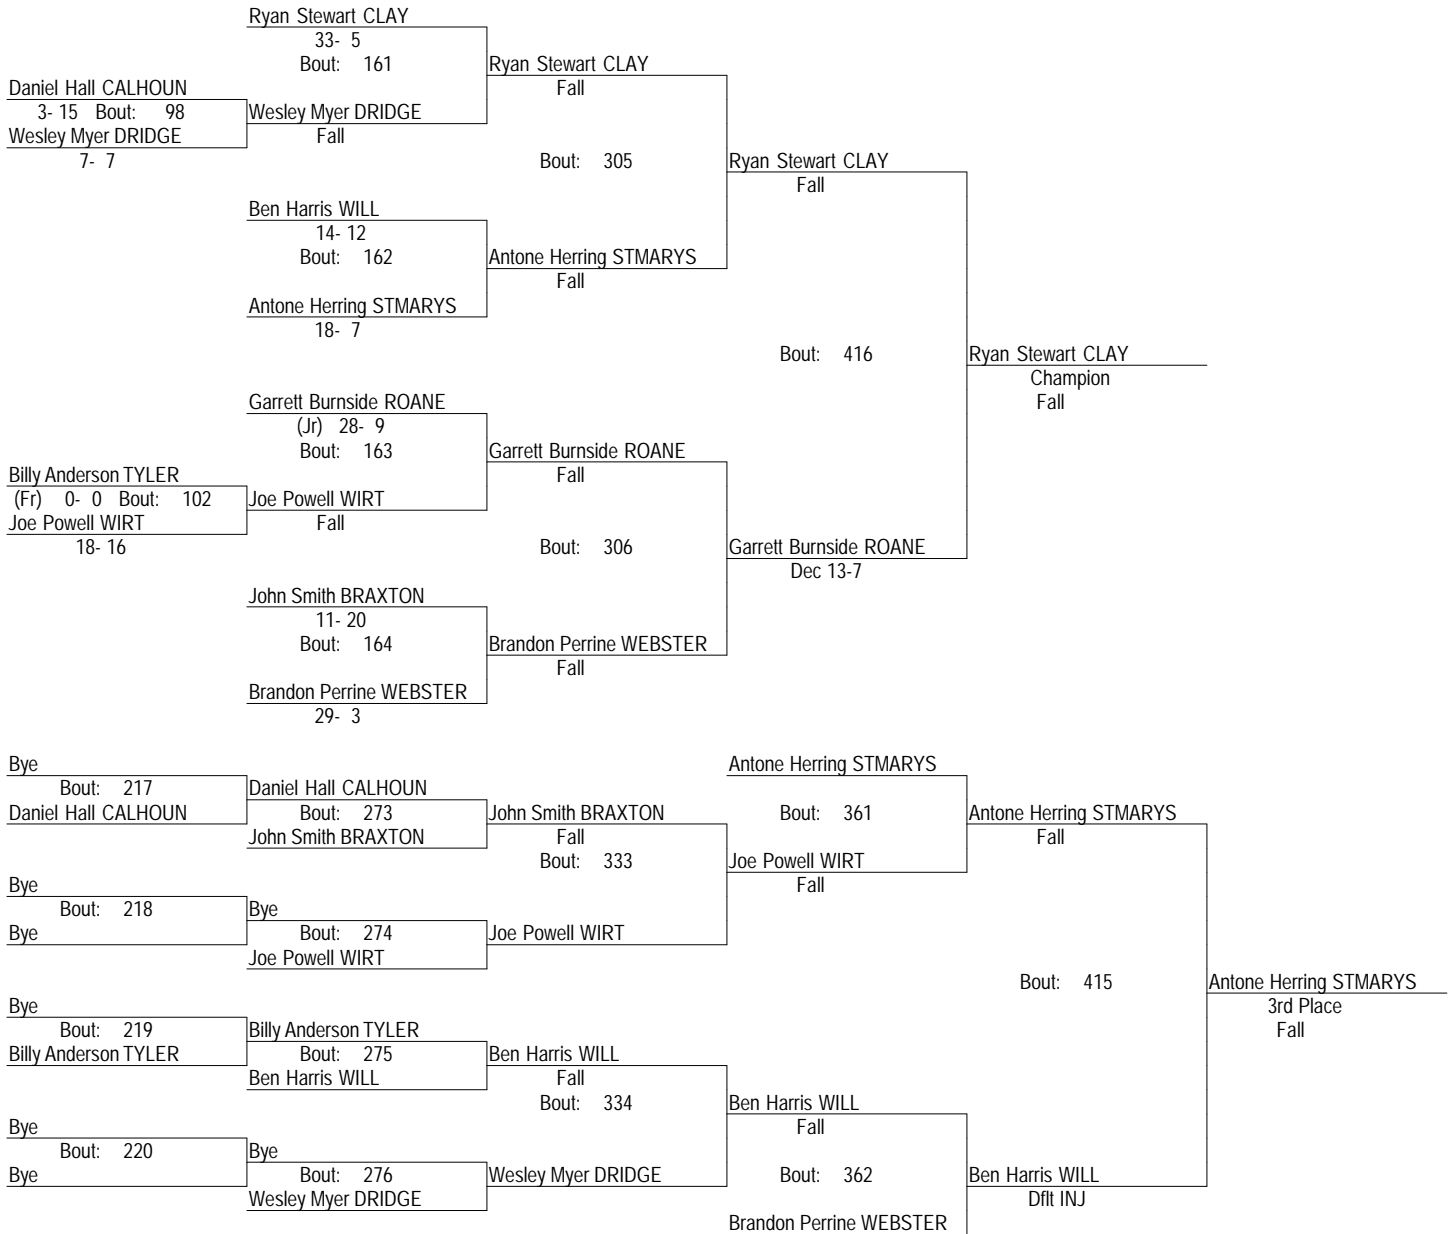 Ryan Stewart CLAY
33- 5
Bout: 161
Ryan Stewart CLAY
Fall
Daniel Hall CALHOUN
3- 15 Bout: 98
Wesley Myer DRIDGE
Wesley Myer DRIDGE
Fall
7- 7
Bout: 305
Ryan Stewart CLAY
Fall
Ben Harris WILL
14- 12
Bout: 162
Antone Herring STMARYS
Fall
Antone Herring STMARYS
18- 7
Bout: 416
Ryan Stewart CLAY
Champion
Fall
Garrett Burnside ROANE
(Jr) 28- 9
Bout: 163
Garrett Burnside ROANE
Fall
Billy Anderson TYLER
(Fr) 0- 0 Bout: 102
Joe Powell WIRT
Joe Powell WIRT
Fall
18- 16
Bout: 306
Garrett Burnside ROANE
Dec 13-7
John Smith BRAXTON
11- 20
Bout: 164
Brandon Perrine WEBSTER
Fall
Brandon Perrine WEBSTER
29- 3
Bye
Bout: 217
Daniel Hall CALHOUN
Daniel Hall CALHOUN
Bout: 273
John Smith BRAXTON
John Smith BRAXTON
Fall
Bout: 333
Antone Herring STMARYS
Bout: 361
Joe Powell WIRT
Fall
Antone Herring STMARYS
Fall
Bye
Bout: 218
Bye
Bye
Bout: 274
Joe Powell WIRT
Joe Powell WIRT
Bout: 415
Antone Herring STMARYS
3rd Place
Fall
Bye
Bout: 219
Billy Anderson TYLER
Billy Anderson TYLER
Bout: 275
Ben Harris WILL
Ben Harris WILL
Fall
Bout: 334
Ben Harris WILL
Fall
Bye
Bout: 220
Bye
Bye
Bout: 276
Wesley Myer DRIDGE
Wesley Myer DRIDGE
Bout: 362
Ben Harris WILL
Dflt INJ
Brandon Perrine WEBSTER